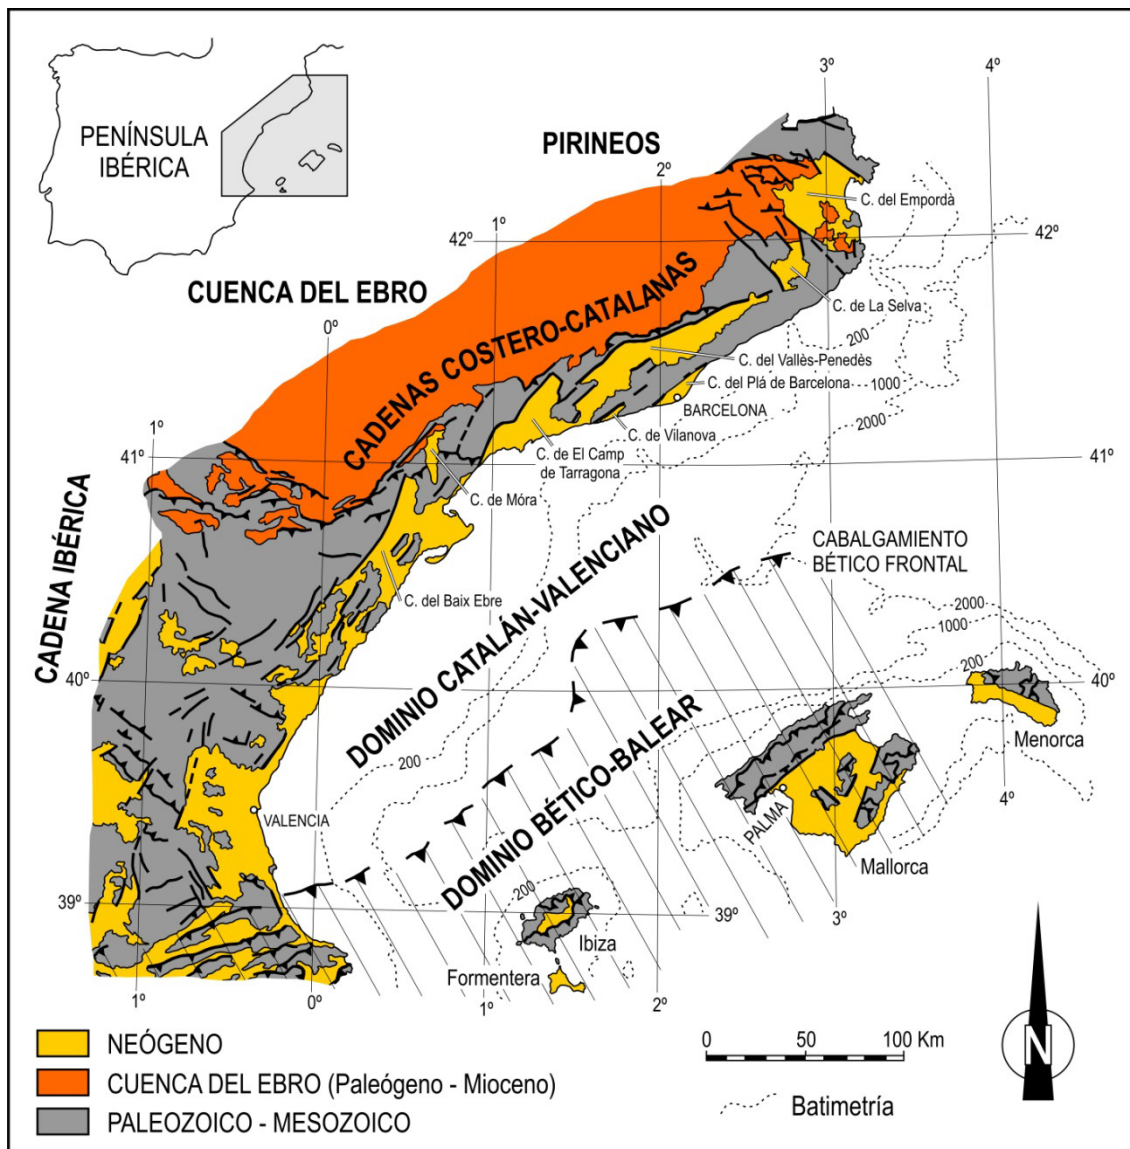 PENÍNSULA
IBÉRICA
PIRINEOS
3º
4º
2º
1º
42º
C. del Empordà
42º
CUENCA DEL EBRO
0º
C. de La Selva
200
CADENAS COSTERO-CATALANAS
C. del Vallès-Penedès
C. del Plá de Barcelona
1000
BARCELONA
2000
C. de Vilanova
1º
41º
C. de El Camp
de Tarragona
41º
C. de Móra
CADENA IBÉRICA
CABALGAMIENTO
BÉTICO FRONTAL
C. del Baix Ebre
DOMINIO CATALÁN-VALENCIANO
2000
1000
200
40º
40º
Menorca
200
DOMINIO BÉTICO-BALEAR
4º
VALENCIA
PALMA
Mallorca
39º
200
39º
3º
Ibiza
Formentera
1º
0º
1º
2º
NEÓGENO
CUENCA DEL EBRO (Paleógeno - Mioceno)
PALEOZOICO - MESOZOICO
0 50 100 Km
Batimetría
N